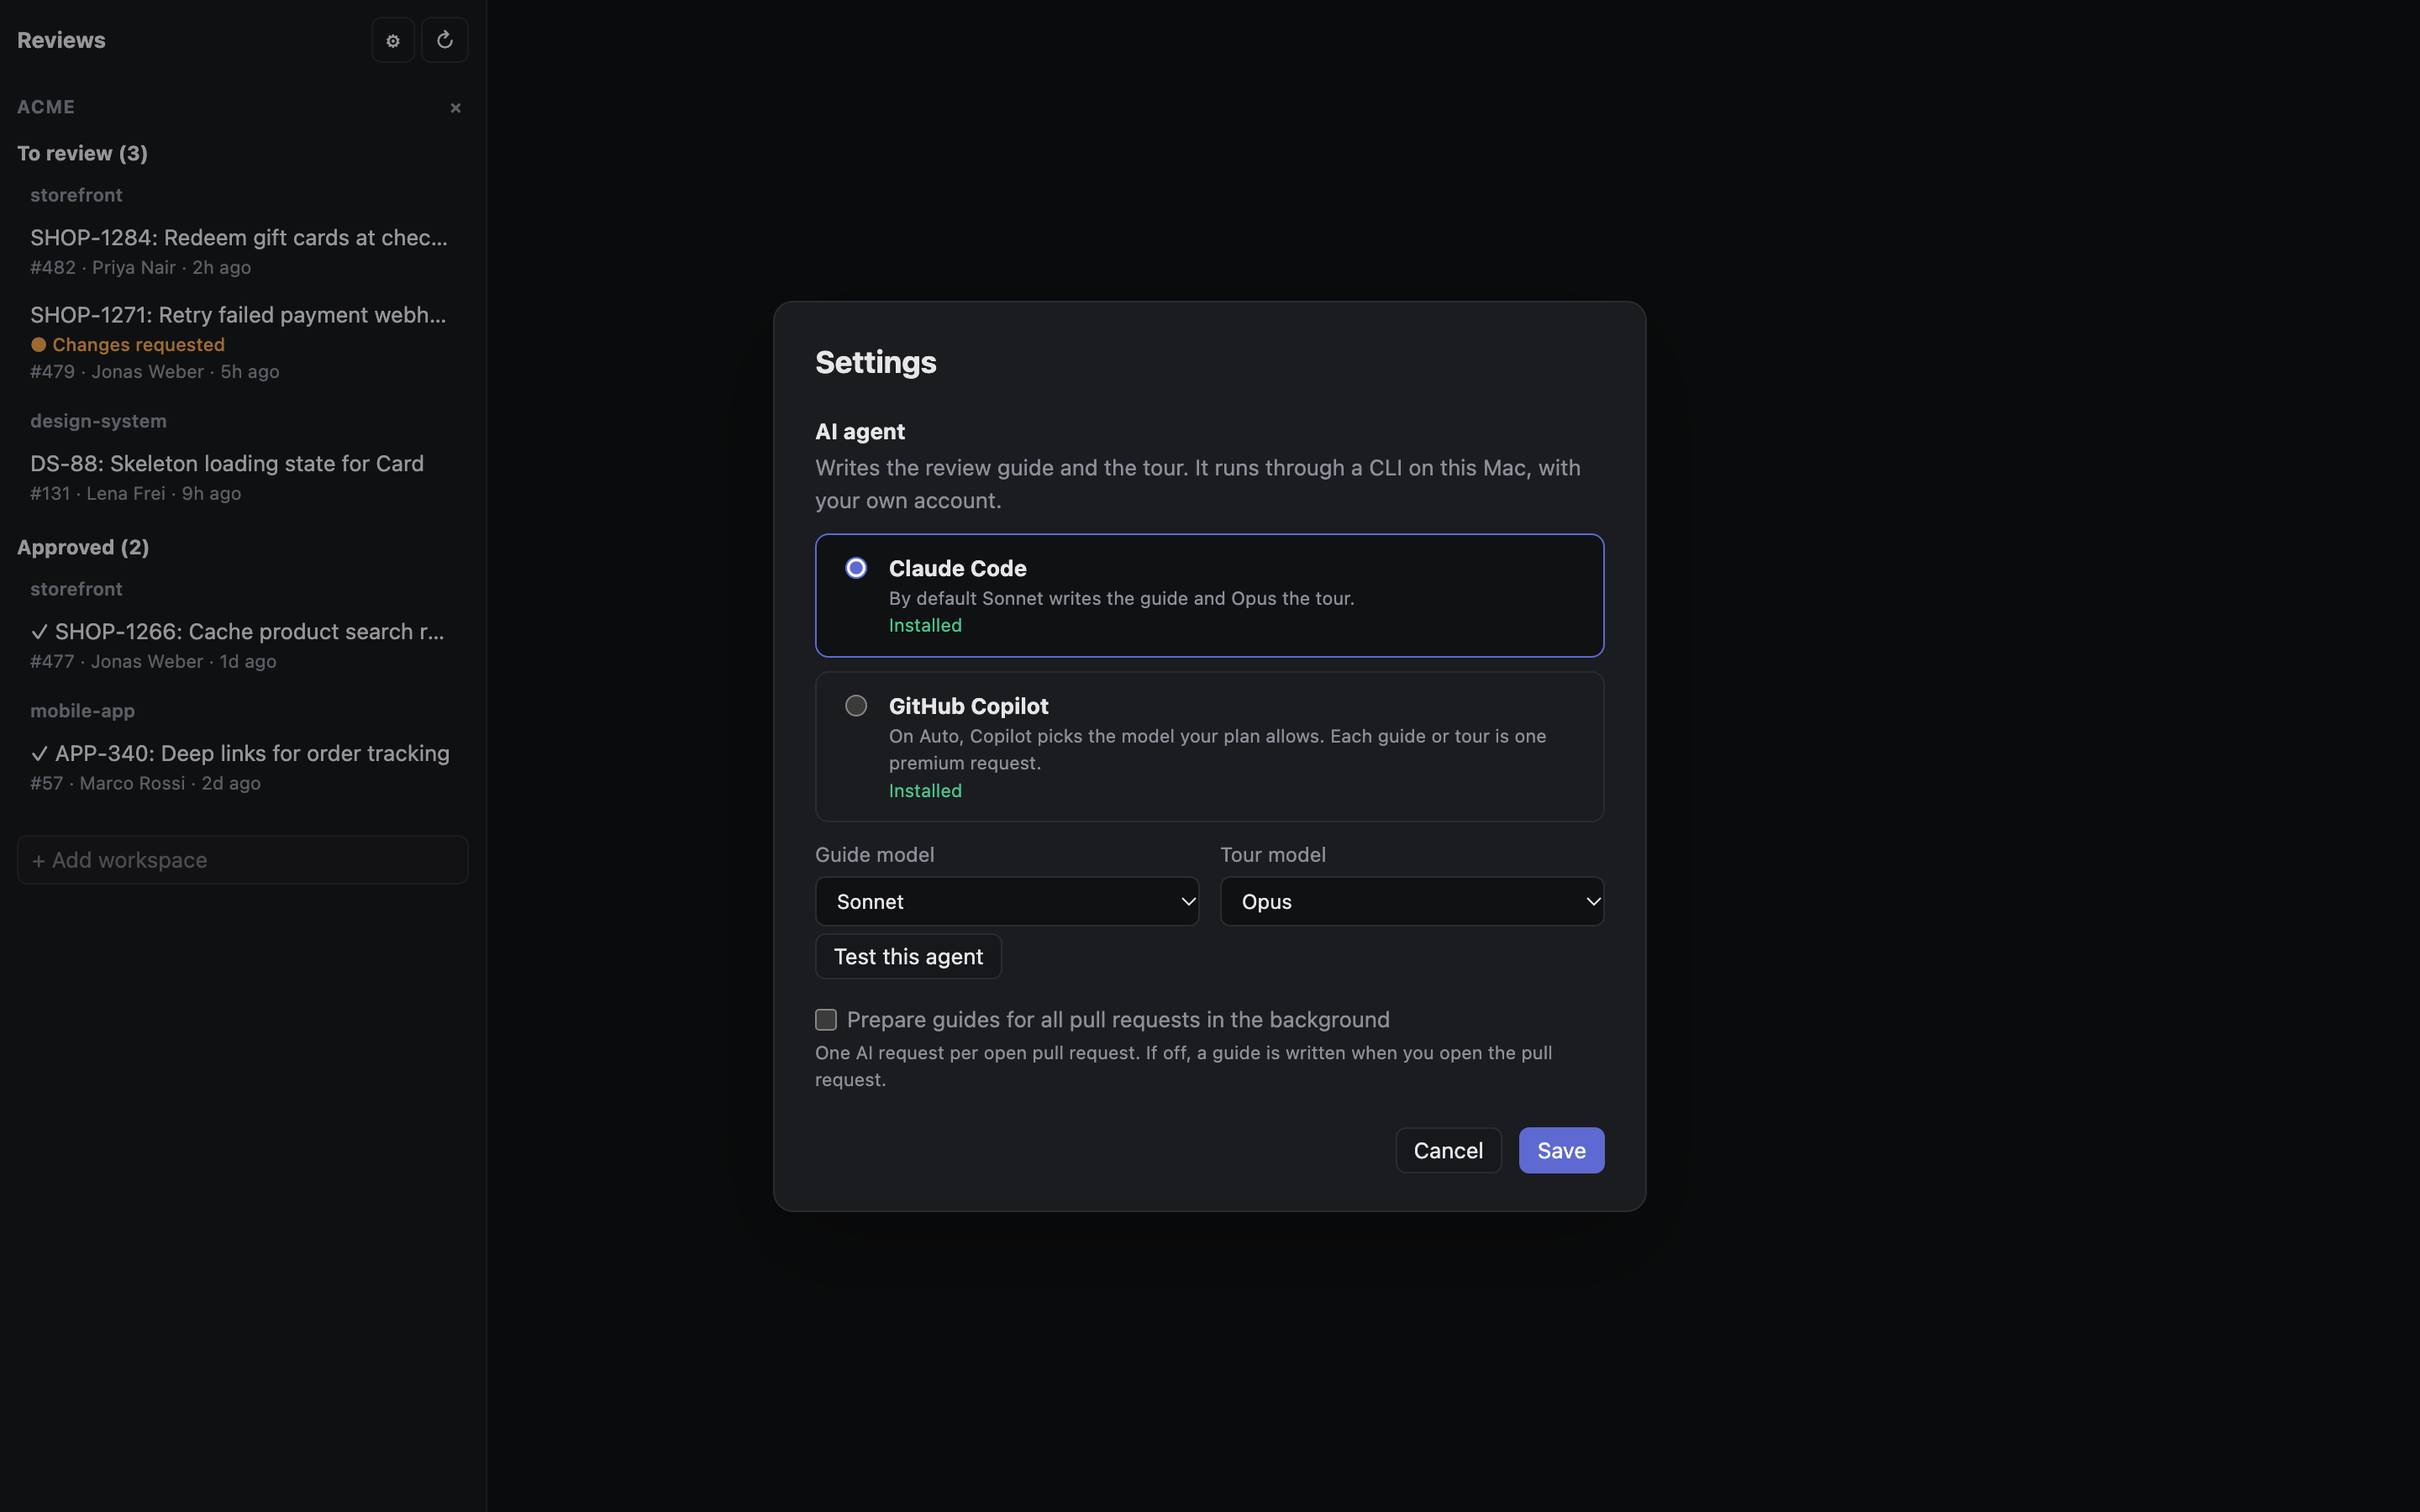 Reviews
ACME
To review (3)
storefront
SHOP-1284: Redeem gift cards at chec...
#482 · Priya Nair · 2h ago
SHOP-1271: Retry failed payment webh...
Changes requested
#479 · Jonas Weber · 5h ago
design-system
DS-88: Skeleton loading state for Card
#131 · Lena Frei · 9h ago
Approved (2)
storefront
✓ SHOP-1266: Cache product search r...
#477 · Jonas Weber · 1d ago
mobile-app
✓ APP-340: Deep links for order tracking
#57 · Marco Rossi · 2d ago
+ Add workspace
Settings
AI agent
Writes the review guide and the tour. It runs through a CLI on this Mac, with
your own account.
Claude Code
By default Sonnet writes the guide and Opus the tour.
Installed
GitHub Copilot
On Auto, Copilot picks the model your plan allows. Each guide or tour is one
premium request.
Installed
Guide model
Sonnet
Tour model
Opus
Test this agent
Prepare guides for all pull requests in the background
One AI request per open pull request. If off, a guide is written when you open the pull
request.
Cancel
Save